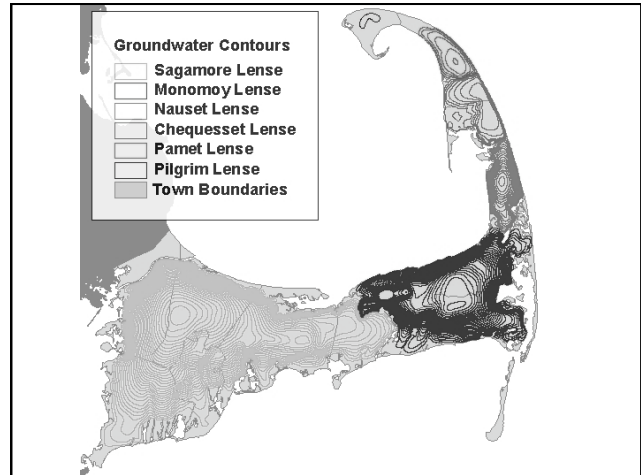 Groundwater Contours
Sagamore Lense
Monomoy Lense
Nauset Lense
Chequesset Lense
Pamet Lense
Pilgrim Lense
Town Boundaries